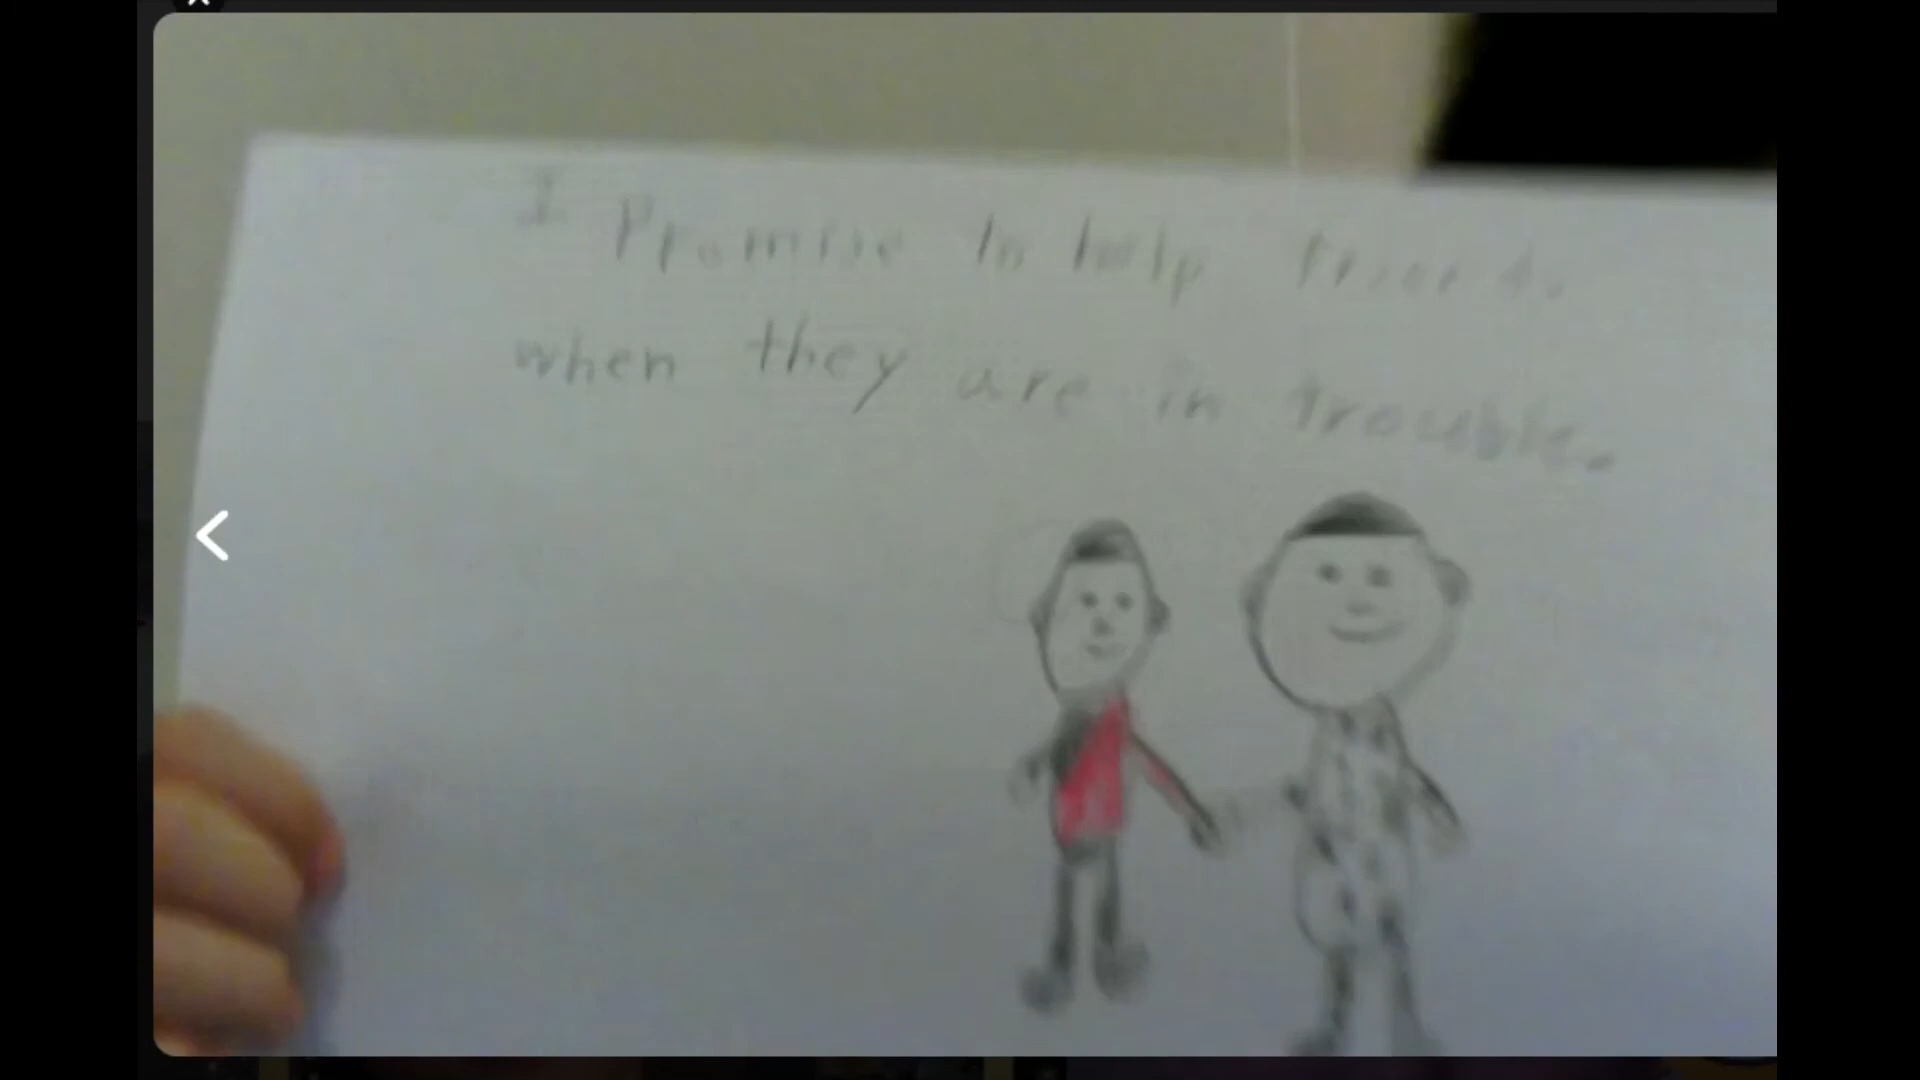 I Promise to help friends
when they are in trouble.